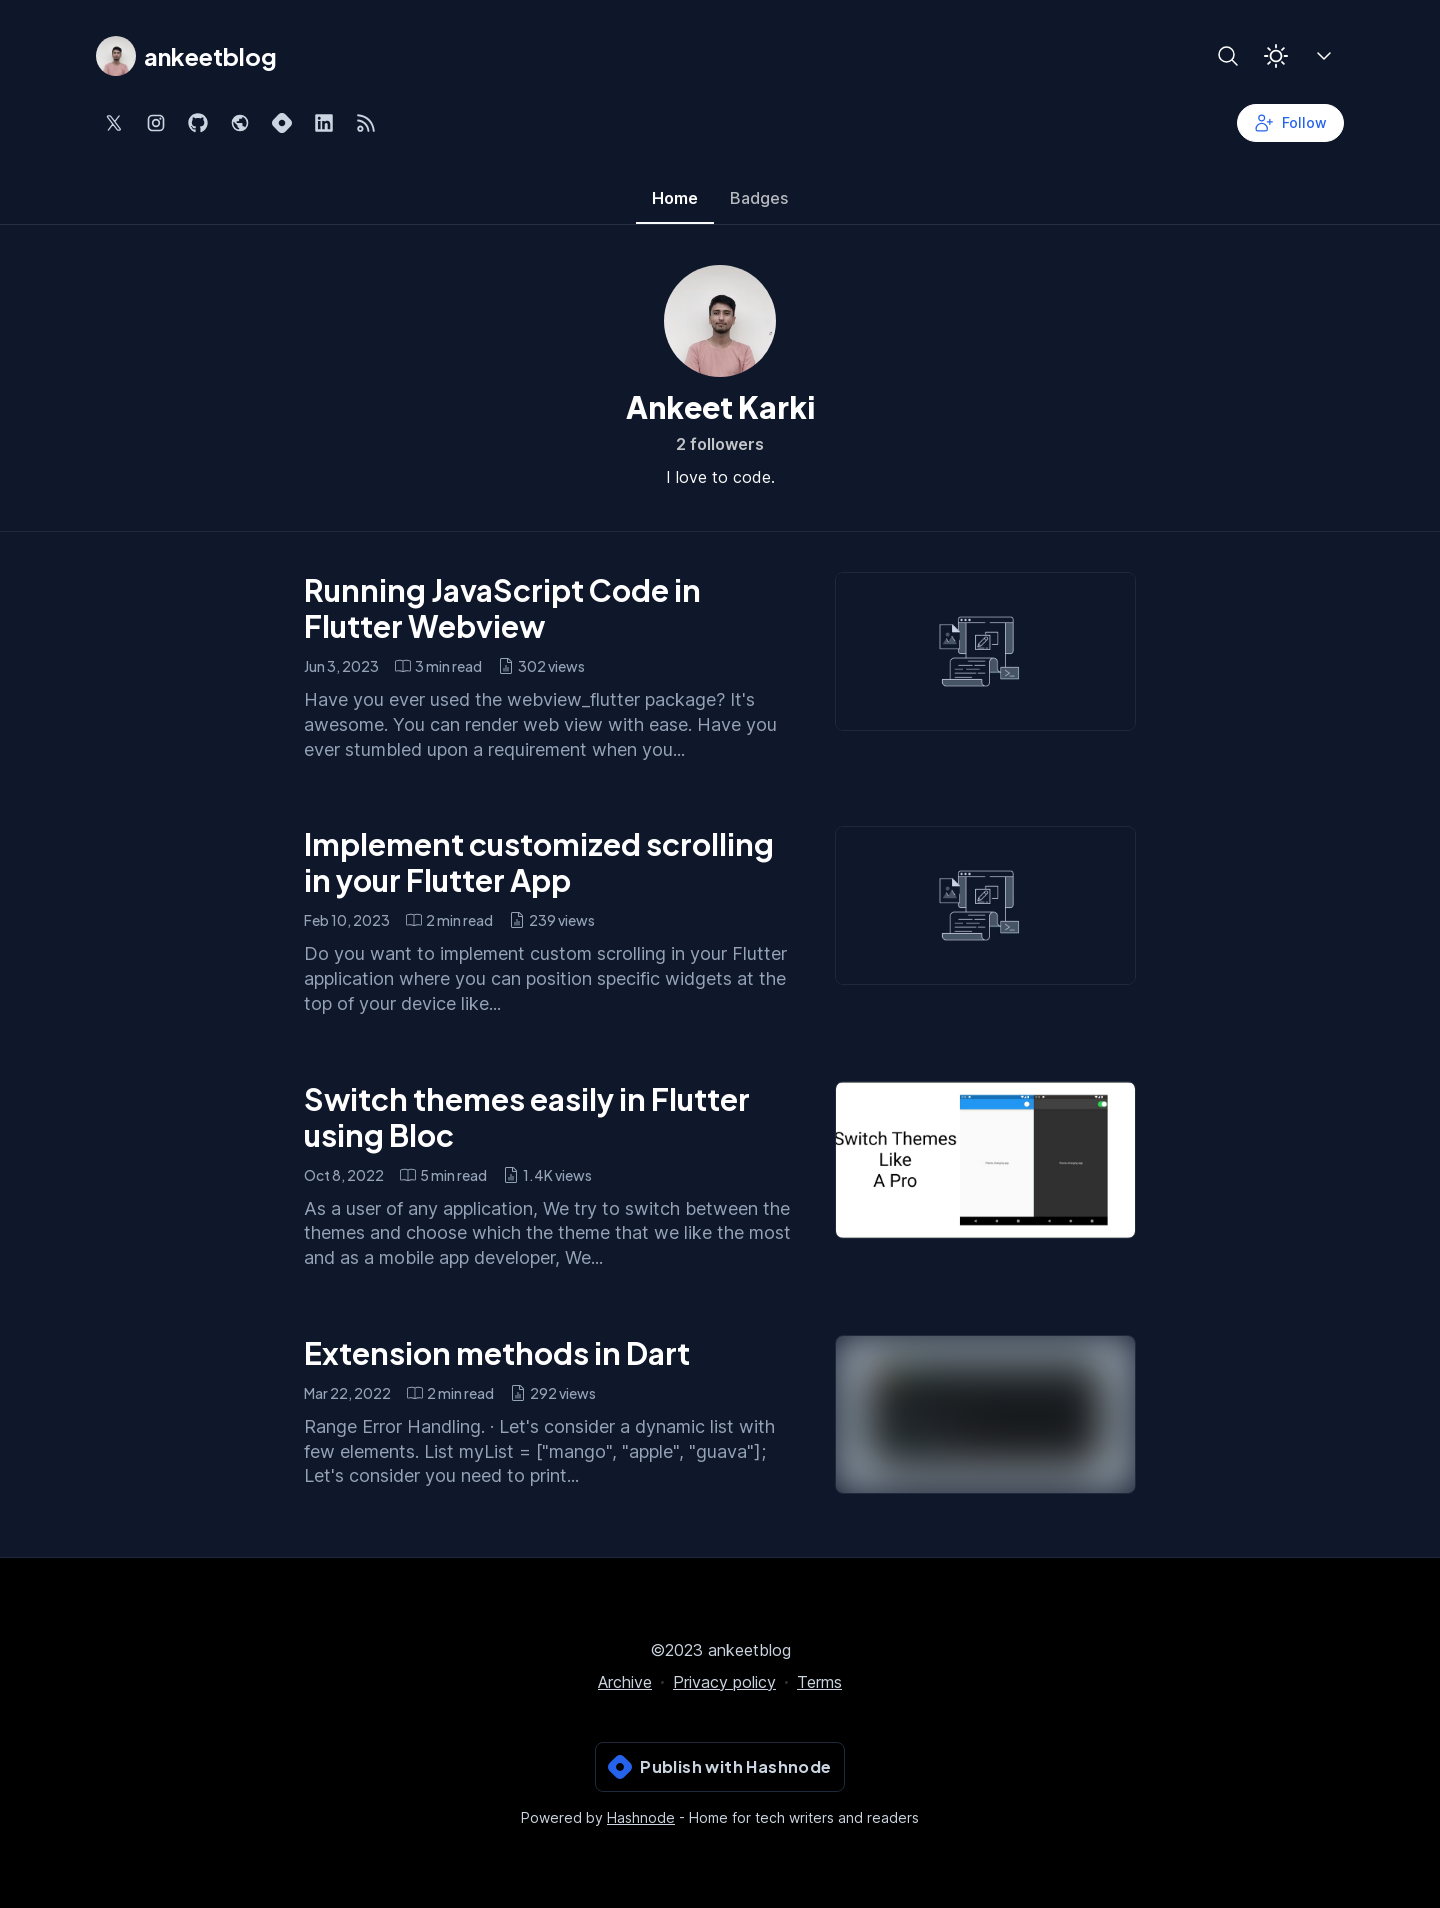 ankeetblog
Follow
Home
Badges
Ankeet Karki
2 followers
I love to code.
Running JavaScript Code in
Flutter Webview
Jun 3, 2023 3 min read 302 views
Have you ever used the webview_flutter package? It's
awesome. You can render web view with ease. Have you
ever stumbled upon a requirement when you...
Implement customized scrolling
in your Flutter App
Feb 10, 2023 2 min read 239 views
Do you want to implement custom scrolling in your Flutter
application where you can position specific widgets at the
top of your device like...
Switch themes easily in Flutter
using Bloc
Oct 8, 2022 5 min read 1.4K views
As a user of any application, We try to switch between the
themes and choose which the theme that we like the most
and as a mobile app developer, We...
Switch Themes
Like
A Pro
Extension methods in Dart
Mar 22, 2022 2 min read 292 views
Range Error Handling. · Let's consider a dynamic list with
few elements. List myList = ["mango", "apple", "guava"];
Let's consider you need to print...
©2023 ankeetblog
Archive · Privacy policy · Terms
Publish with Hashnode
Powered by Hashnode - Home for tech writers and readers